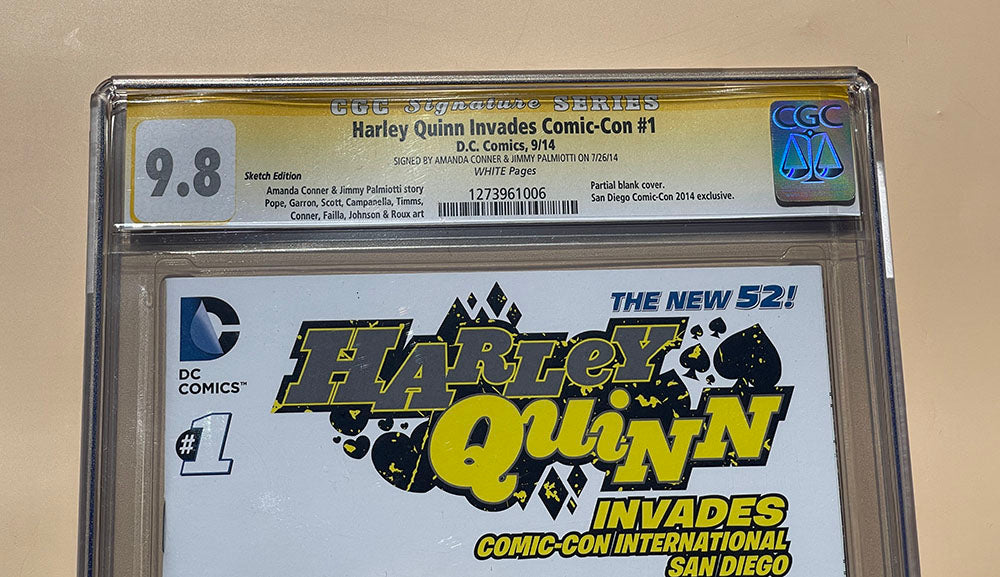 CGC Signature SERIES
Harley Quinn Invades Comic-Con #1
D.C. Comics, 9/14
SIGNED BY AMANDA CONNER & JIMMY PALMIOTTI ON 7/26/14
WHITE Pages
9.8
Sketch Edition
Amanda Conner & Jimmy Palmiotti story
Pope, Garron, Scott, Campanella, Timms,
Conner, Failla, Johnson & Roux art
1273961006
Partial blank cover.
San Diego Comic-Con 2014 exclusive.
CGC
THE NEW 52!
DC
COMICS™
#1
HARLEY
QUINN
INVADES
COMIC-CON INTERNATIONAL
SAN DIEGO